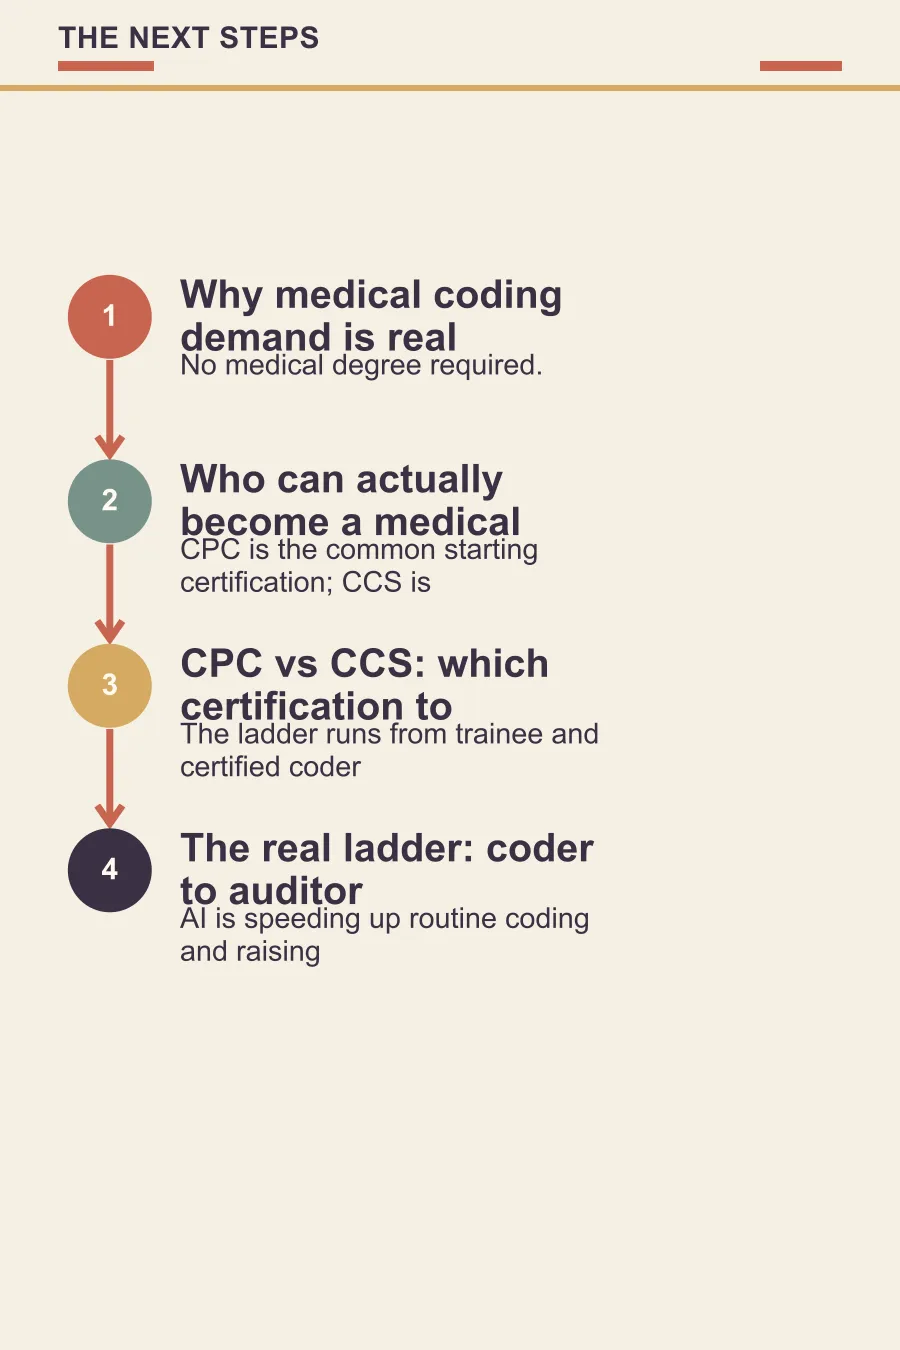 THE NEXT STEPS
1
Why medical coding
demand is real
No medical degree required.
2
Who can actually
become a medical
CPC is the common starting
certification; CCS is
3
CPC vs CCS: which
certification to
The ladder runs from trainee and
certified coder
4
The real ladder: coder
to auditor
AI is speeding up routine coding
and raising